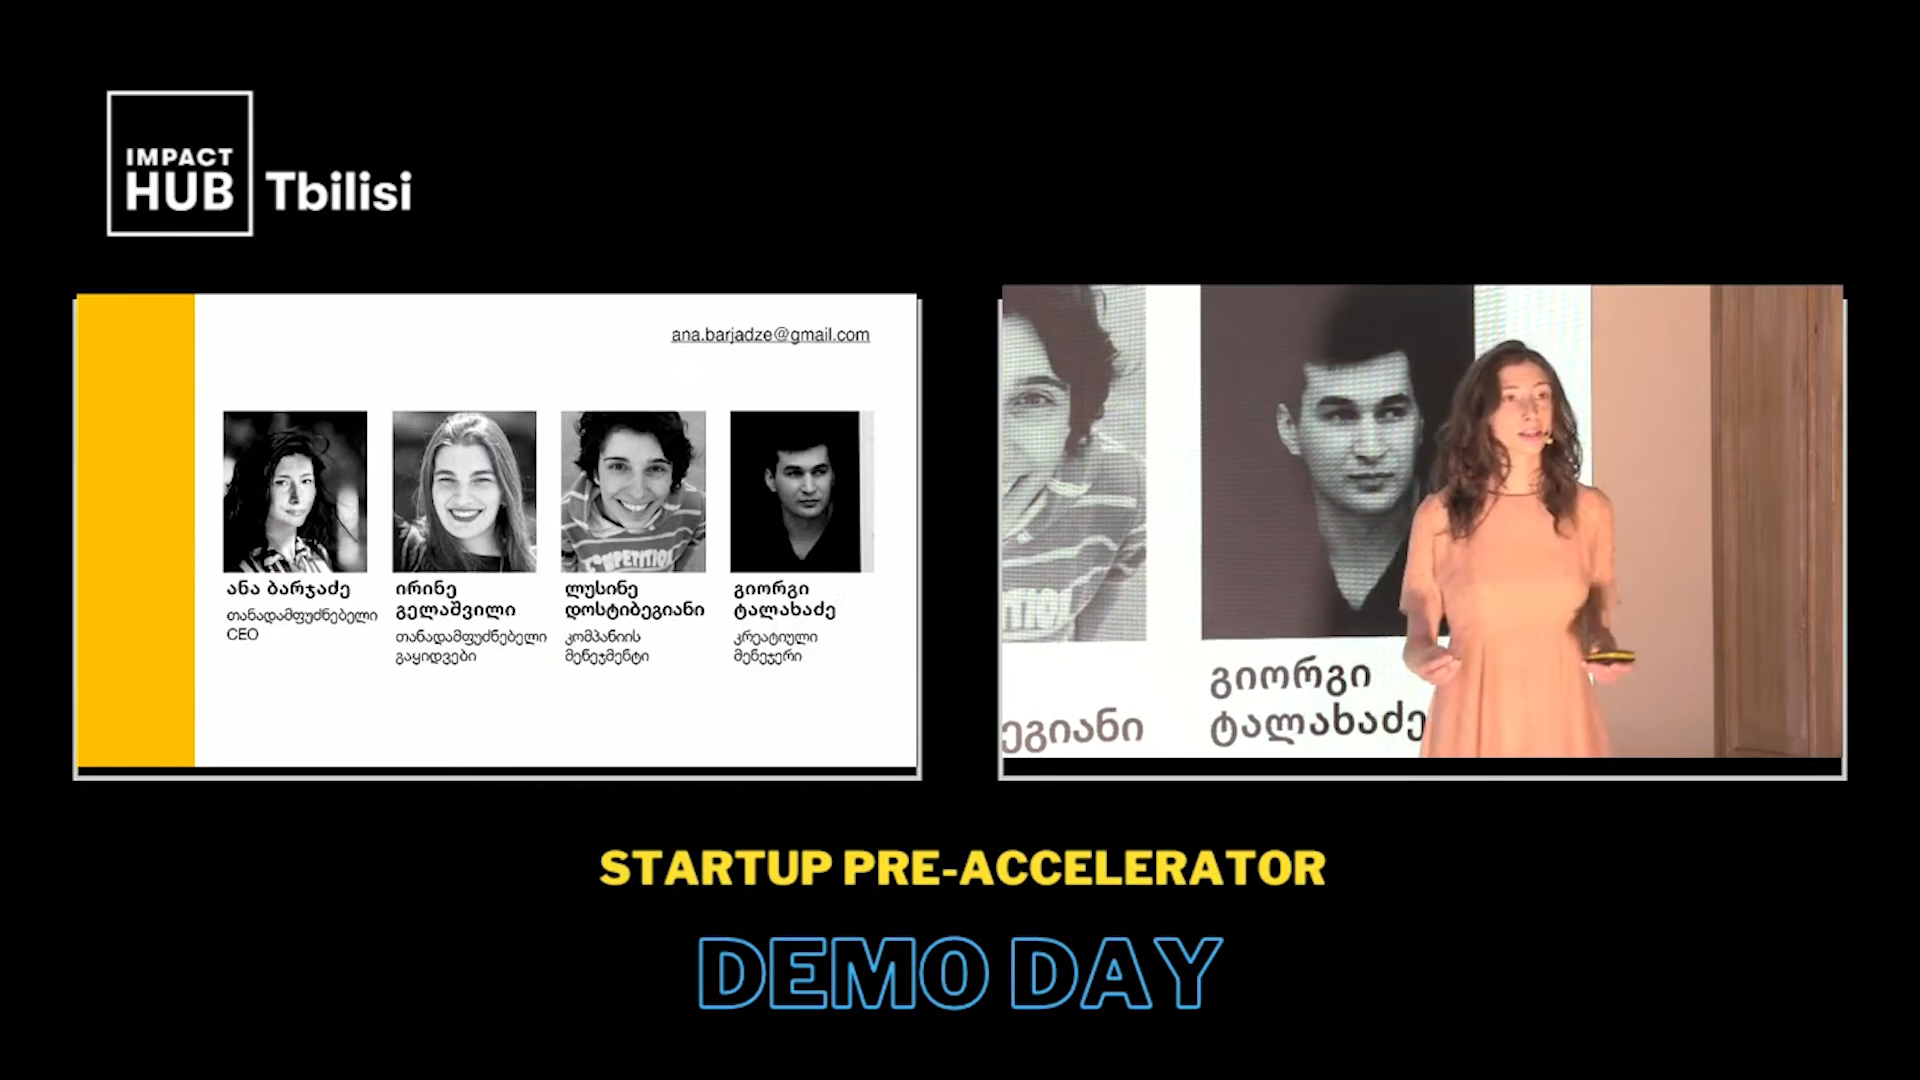 IMPACT
HUB Tbilisi
ana.barjadze@gmail.com
ანა ბარჯაძე
თანადამფუძნებელი
CEO
ირინე
გელაშვილი
თანადამფუძნებელი
გაყიდვები
COMPETITION
ლუსინე
დოსტიბეგიანი
კომპანიის
მენეჯმენტი
გიორგი
ტალახაძე
კრეატიული
მენეჯერი
ეგიანი
გიორგი
ტალახაძე
STARTUP PRE-ACCELERATOR
DEMO DAY